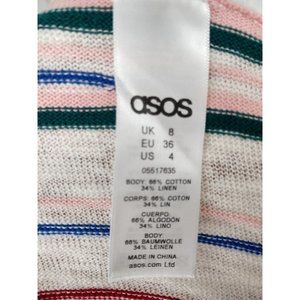 asos
UK 8
EU 36
US 4
05517635
BODY: 66% COTTON
34% LINEN
CORPS: 66% COTON
34% LIN
CUERPO:
66% ALGODÓN
34% LINO
BODY:
66% BAUMWOLLE
34% LEINEN
MADE IN CHINA.
asos.com Ltd